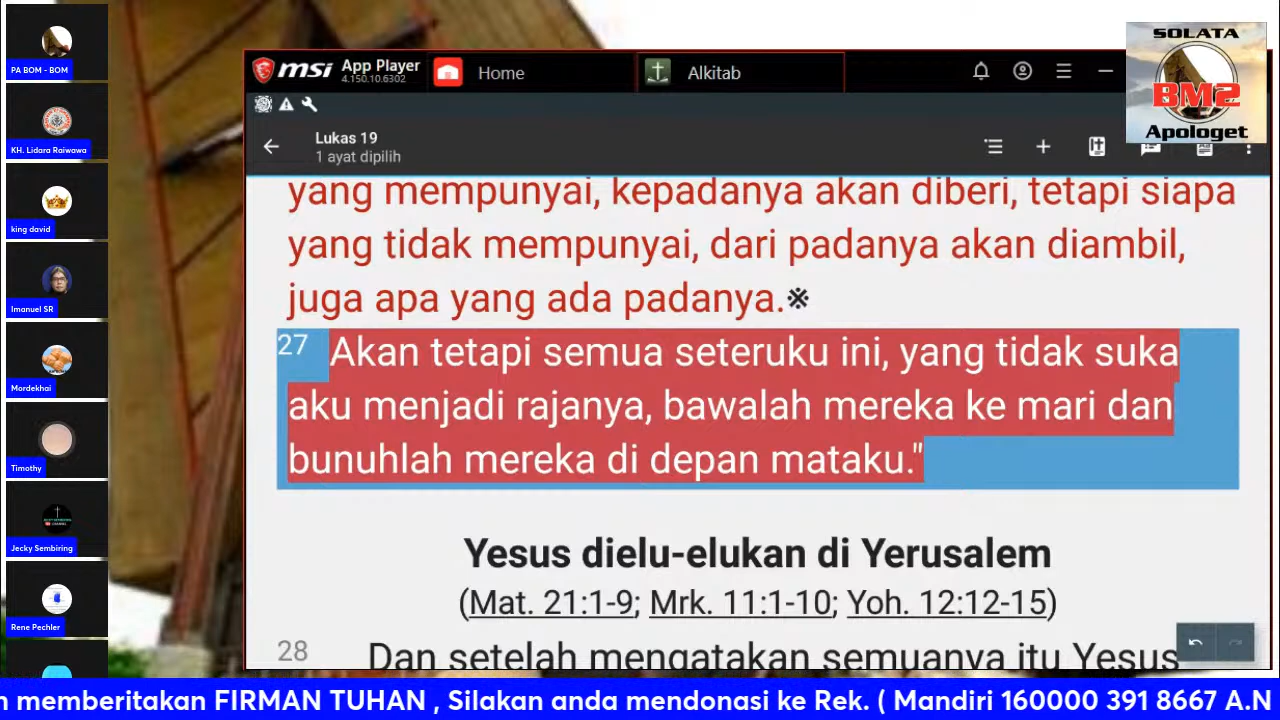 PA BOM - BOM
KH. Lidara Raiwawa
king david
Imanuel SR
Mordekhai
Timothy
Jecky Sembiring
Rene Pechler
msi App Player
4.150.10.6302
Home
Alkitab
SOLATA
BM2
Apologet
Lukas 19
1 ayat dipilih
yang mempunyai, kepadanya akan diberi, tetapi siapa
yang tidak mempunyai, dari padanya akan diambil,
juga apa yang ada padanya.※
27 Akan tetapi semua seteruku ini, yang tidak suka
aku menjadi rajanya, bawalah mereka ke mari dan
bunuhlah mereka di depan mataku."
Yesus dielu-elukan di Yerusalem
(Mat. 21:1-9; Mrk. 11:1-10; Yoh. 12:12-15)
28 Dan setelah mengatakan semuanya itu Yesus
memberitakan FIRMAN TUHAN , Silakan anda mendonasi ke Rek. ( Mandiri 160000 391 8667 A.N